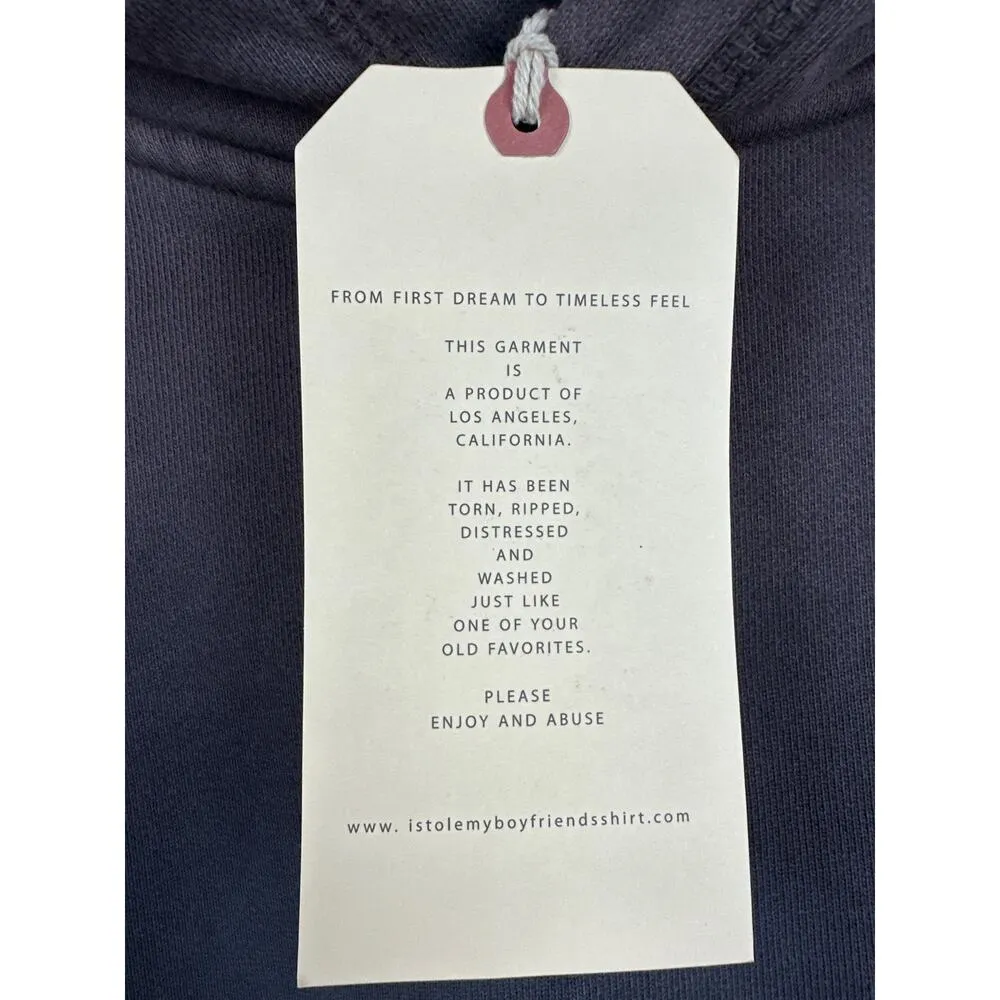 FROM FIRST DREAM TO TIMELESS FEEL
THIS GARMENT
IS
A PRODUCT OF
LOS ANGELES,
CALIFORNIA.
IT HAS BEEN
TORN, RIPPED,
DISTRESSED
AND
WASHED
JUST LIKE
ONE OF YOUR
OLD FAVORITES.
PLEASE
ENJOY AND ABUSE
www. istolemyboyfriendsshirt.com